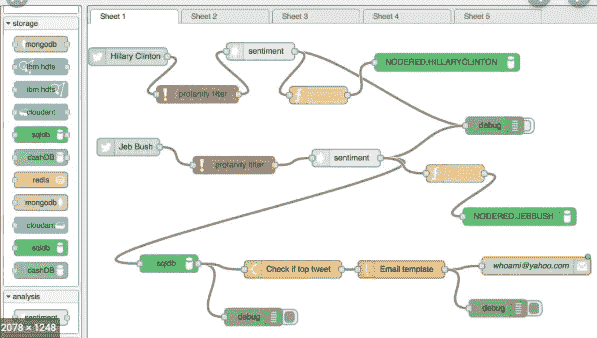 storage
mongodb
ibm hdfs
ibm hdfs
cloudant
sqldb
dashDB
redis
mongodb
cloudant
sqldb
dashDB
analysis
sentiment
2078 × 1248
Sheet 1
Sheet 2
Sheet 3
Sheet 4
Sheet 5
Hillary Clinton
profanity filter
sentiment
f
NODERED.HILLARYCLINTON
debug
Jeb Bush
profanity filter
sentiment
f
NODERED.JEBBUSH
sqldb
Check if top tweet
Email template
whoami@yahoo.com
debug
debug